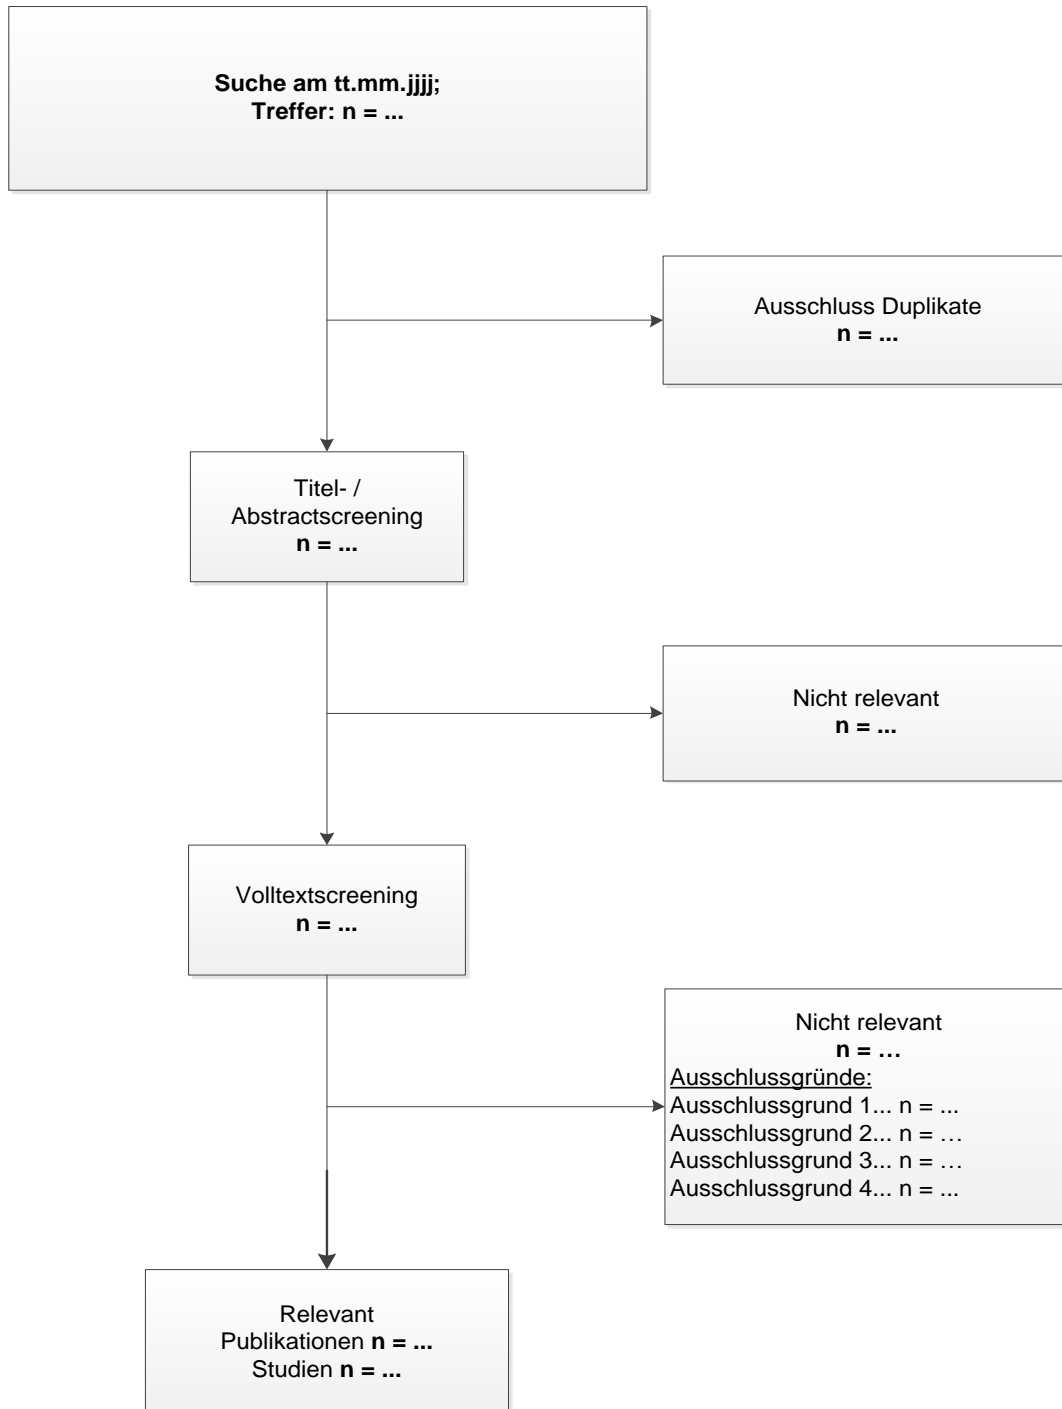 Suche am tt.mm.jjjj;
Treffer: n = ...
Ausschluss Duplikate
n = ...
Titel- /
Abstractscreening
n = ...
Nicht relevant
n = ...
Volltextscreening
n = ...
Nicht relevant
n = …
Ausschlussgründe:
Ausschlussgrund 1... n = ...
Ausschlussgrund 2... n = …
Ausschlussgrund 3... n = …
Ausschlussgrund 4... n = ...
Relevant
Publikationen n = ...
Studien n = ...